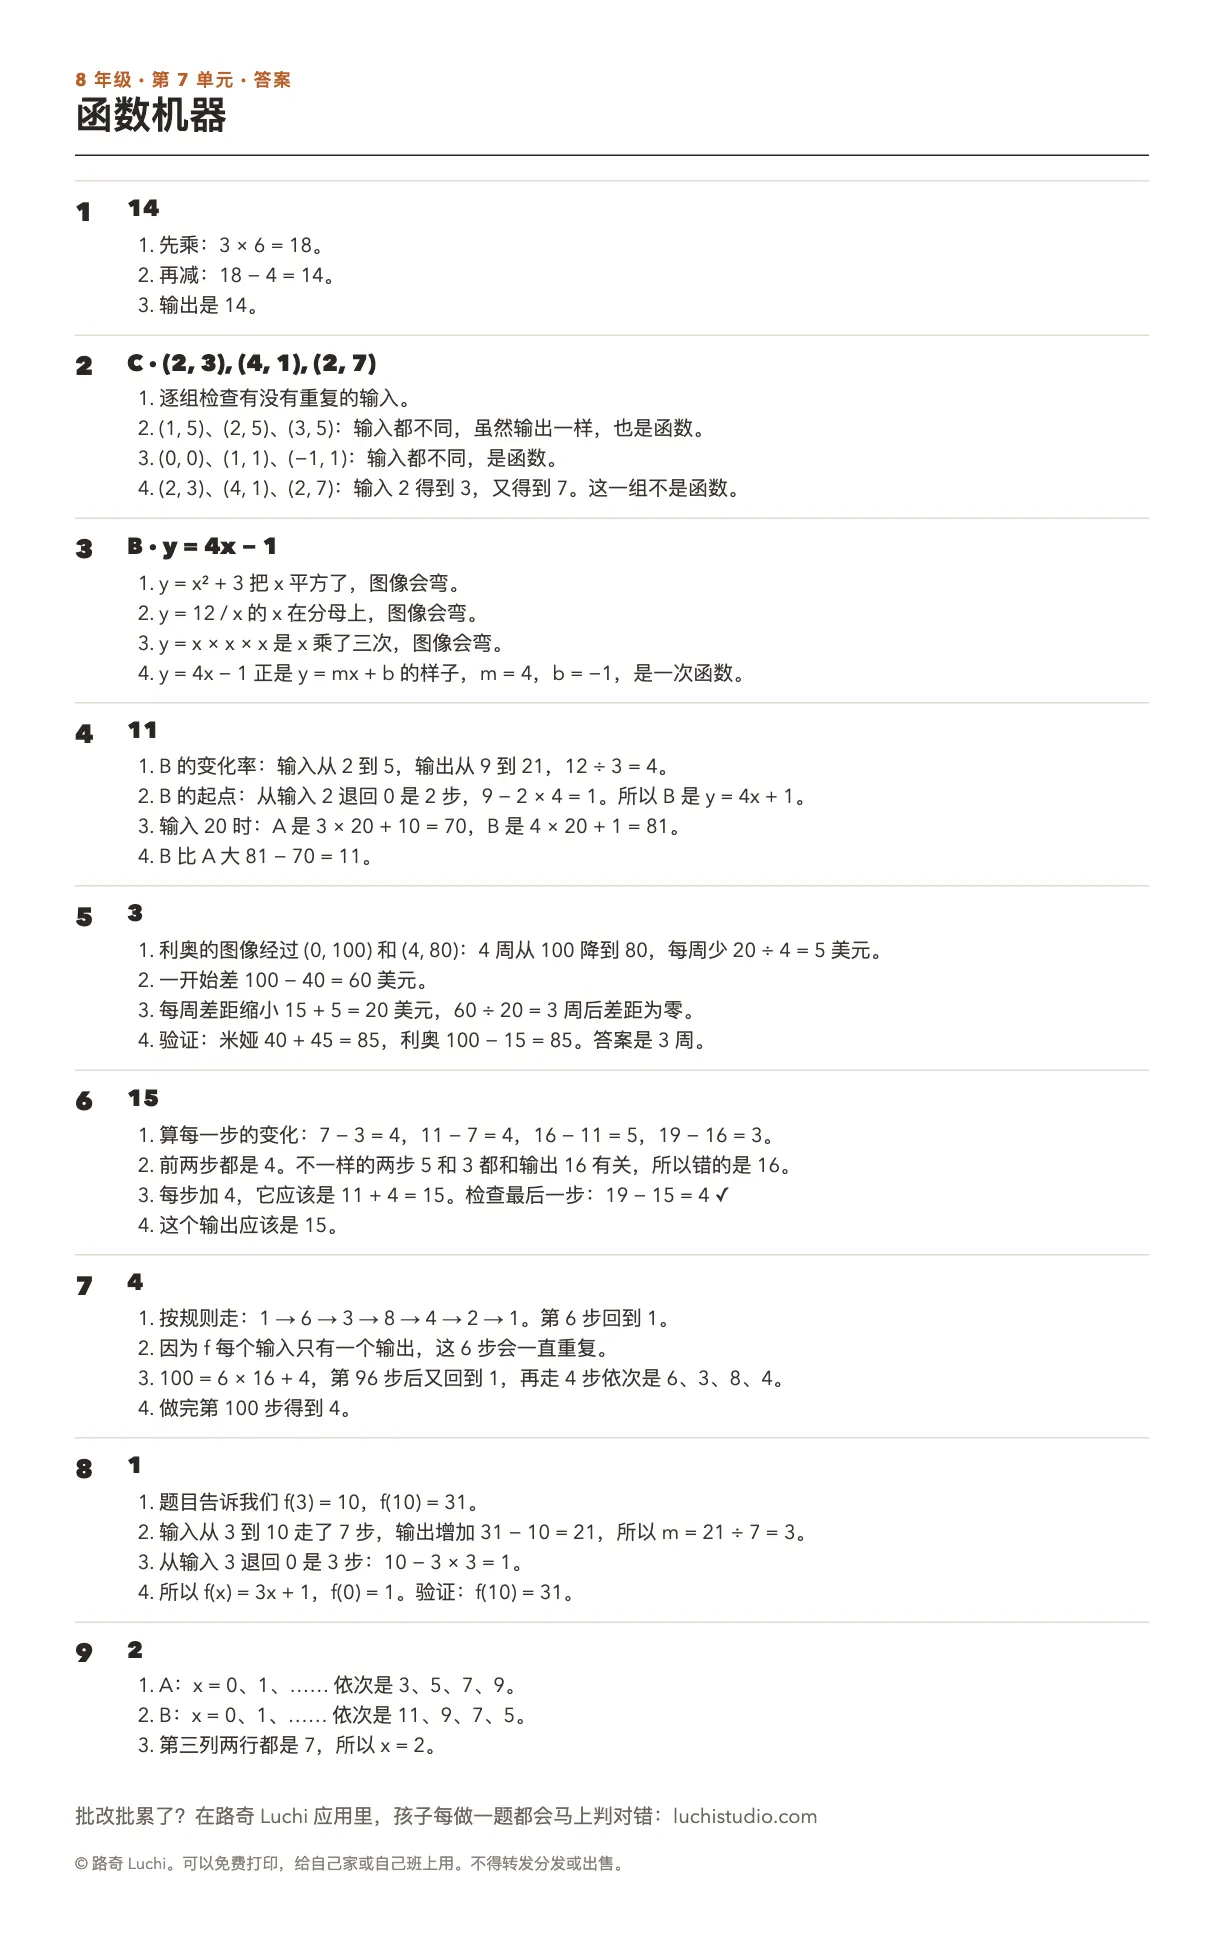 8 年级 · 第 7 单元 · 答案
函数机器
1 14
1. 先乘：3 × 6 = 18。
2. 再减：18 − 4 = 14。
3. 输出是 14。
2 C · (2, 3), (4, 1), (2, 7)
1. 逐组检查有没有重复的输入。
2. (1, 5)、(2, 5)、(3, 5)：输入都不同，虽然输出一样，也是函数。
3. (0, 0)、(1, 1)、(−1, 1)：输入都不同，是函数。
4. (2, 3)、(4, 1)、(2, 7)：输入 2 得到 3，又得到 7。这一组不是函数。
3 B · y = 4x − 1
1. y = x² + 3 把 x 平方了，图像会弯。
2. y = 12 / x 的 x 在分母上，图像会弯。
3. y = x × x × x 是 x 乘了三次，图像会弯。
4. y = 4x − 1 正是 y = mx + b 的样子，m = 4，b = −1，是一次函数。
4 11
1. B 的变化率：输入从 2 到 5，输出从 9 到 21，12 ÷ 3 = 4。
2. B 的起点：从输入 2 退回 0 是 2 步，9 − 2 × 4 = 1。所以 B 是 y = 4x + 1。
3. 输入 20 时：A 是 3 × 20 + 10 = 70，B 是 4 × 20 + 1 = 81。
4. B 比 A 大 81 − 70 = 11。
5 3
1. 利奥的图像经过 (0, 100) 和 (4, 80)：4 周从 100 降到 80，每周少 20 ÷ 4 = 5 美元。
2. 一开始差 100 − 40 = 60 美元。
3. 每周差距缩小 15 + 5 = 20 美元，60 ÷ 20 = 3 周后差距为零。
4. 验证：米娅 40 + 45 = 85，利奥 100 − 15 = 85。答案是 3 周。
6 15
1. 算每一步的变化：7 − 3 = 4，11 − 7 = 4，16 − 11 = 5，19 − 16 = 3。
2. 前两步都是 4。不一样的两步 5 和 3 都和输出 16 有关，所以错的是 16。
3. 每步加 4，它应该是 11 + 4 = 15。检查最后一步：19 − 15 = 4 ✓
4. 这个输出应该是 15。
7 4
1. 按规则走：1 → 6 → 3 → 8 → 4 → 2 → 1。第 6 步回到 1。
2. 因为 f 每个输入只有一个输出，这 6 步会一直重复。
3. 100 = 6 × 16 + 4，第 96 步后又回到 1，再走 4 步依次是 6、3、8、4。
4. 做完第 100 步得到 4。
8 1
1. 题目告诉我们 f(3) = 10，f(10) = 31。
2. 输入从 3 到 10 走了 7 步，输出增加 31 − 10 = 21，所以 m = 21 ÷ 7 = 3。
3. 从输入 3 退回 0 是 3 步：10 − 3 × 3 = 1。
4. 所以 f(x) = 3x + 1，f(0) = 1。验证：f(10) = 31。
9 2
1. A：x = 0、1、…… 依次是 3、5、7、9。
2. B：x = 0、1、…… 依次是 11、9、7、5。
3. 第三列两行都是 7，所以 x = 2。
批改批累了？在路奇 Luchi 应用里，孩子每做一题都会马上判对错：luchistudio.com
© 路奇 Luchi。可以免费打印，给自己家或自己班上用。不得转发分发或出售。